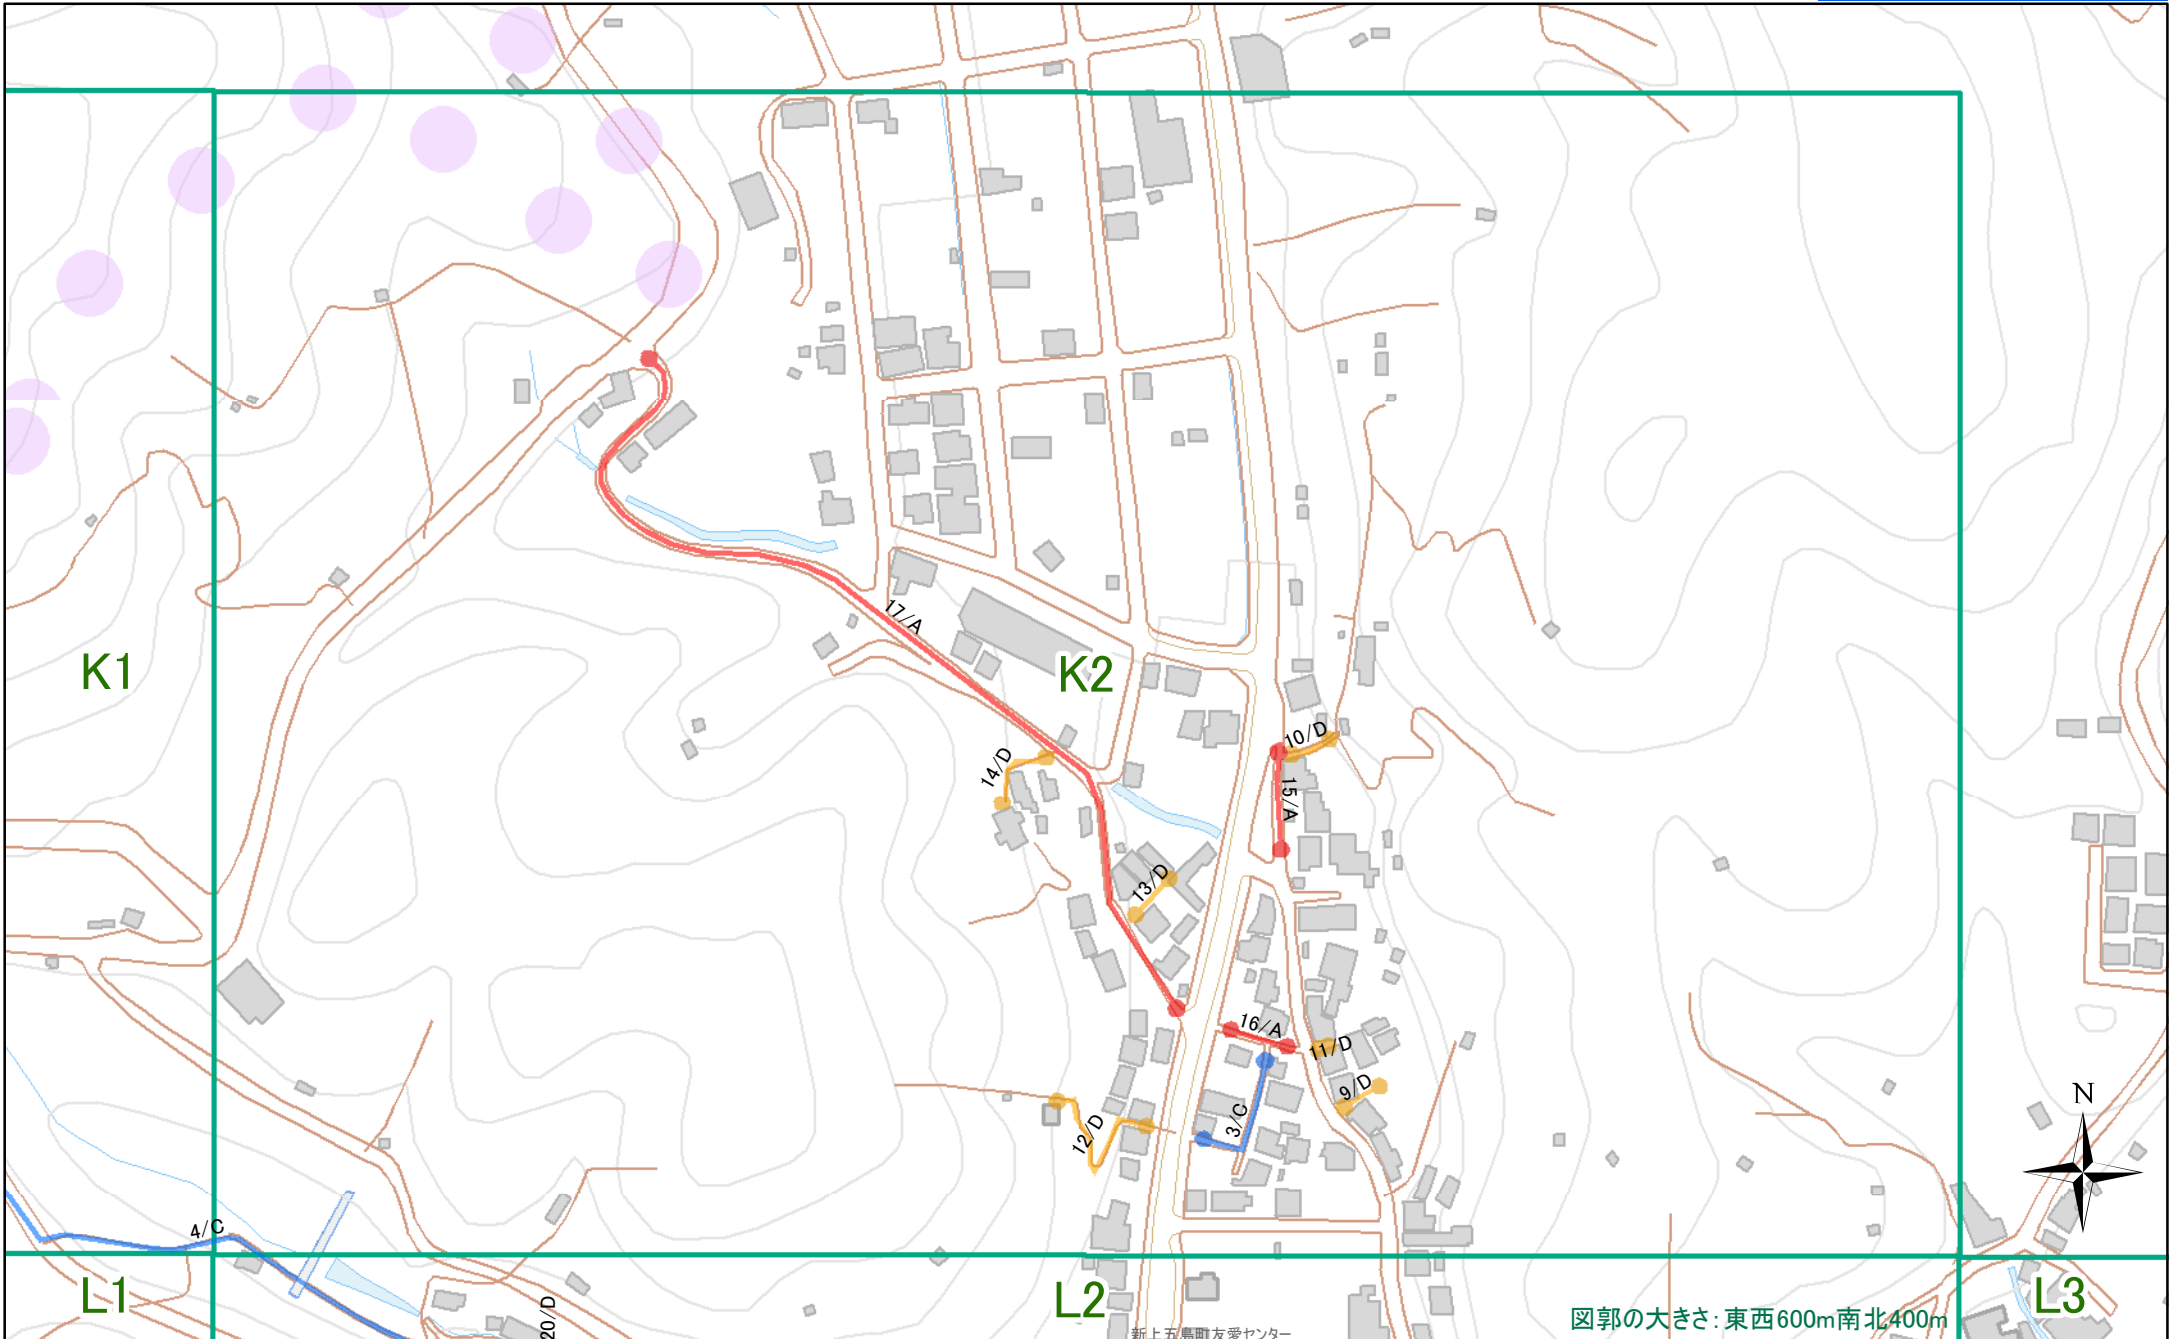 17/A
K1
K2
10/D
14/D
15/A
13/D
16/A
11/D
9/D
3/C
12/D
N
4/C
L1
L2
L3
20/D
図郭の大きさ：東西600m南北400m
新上五島町友愛センター